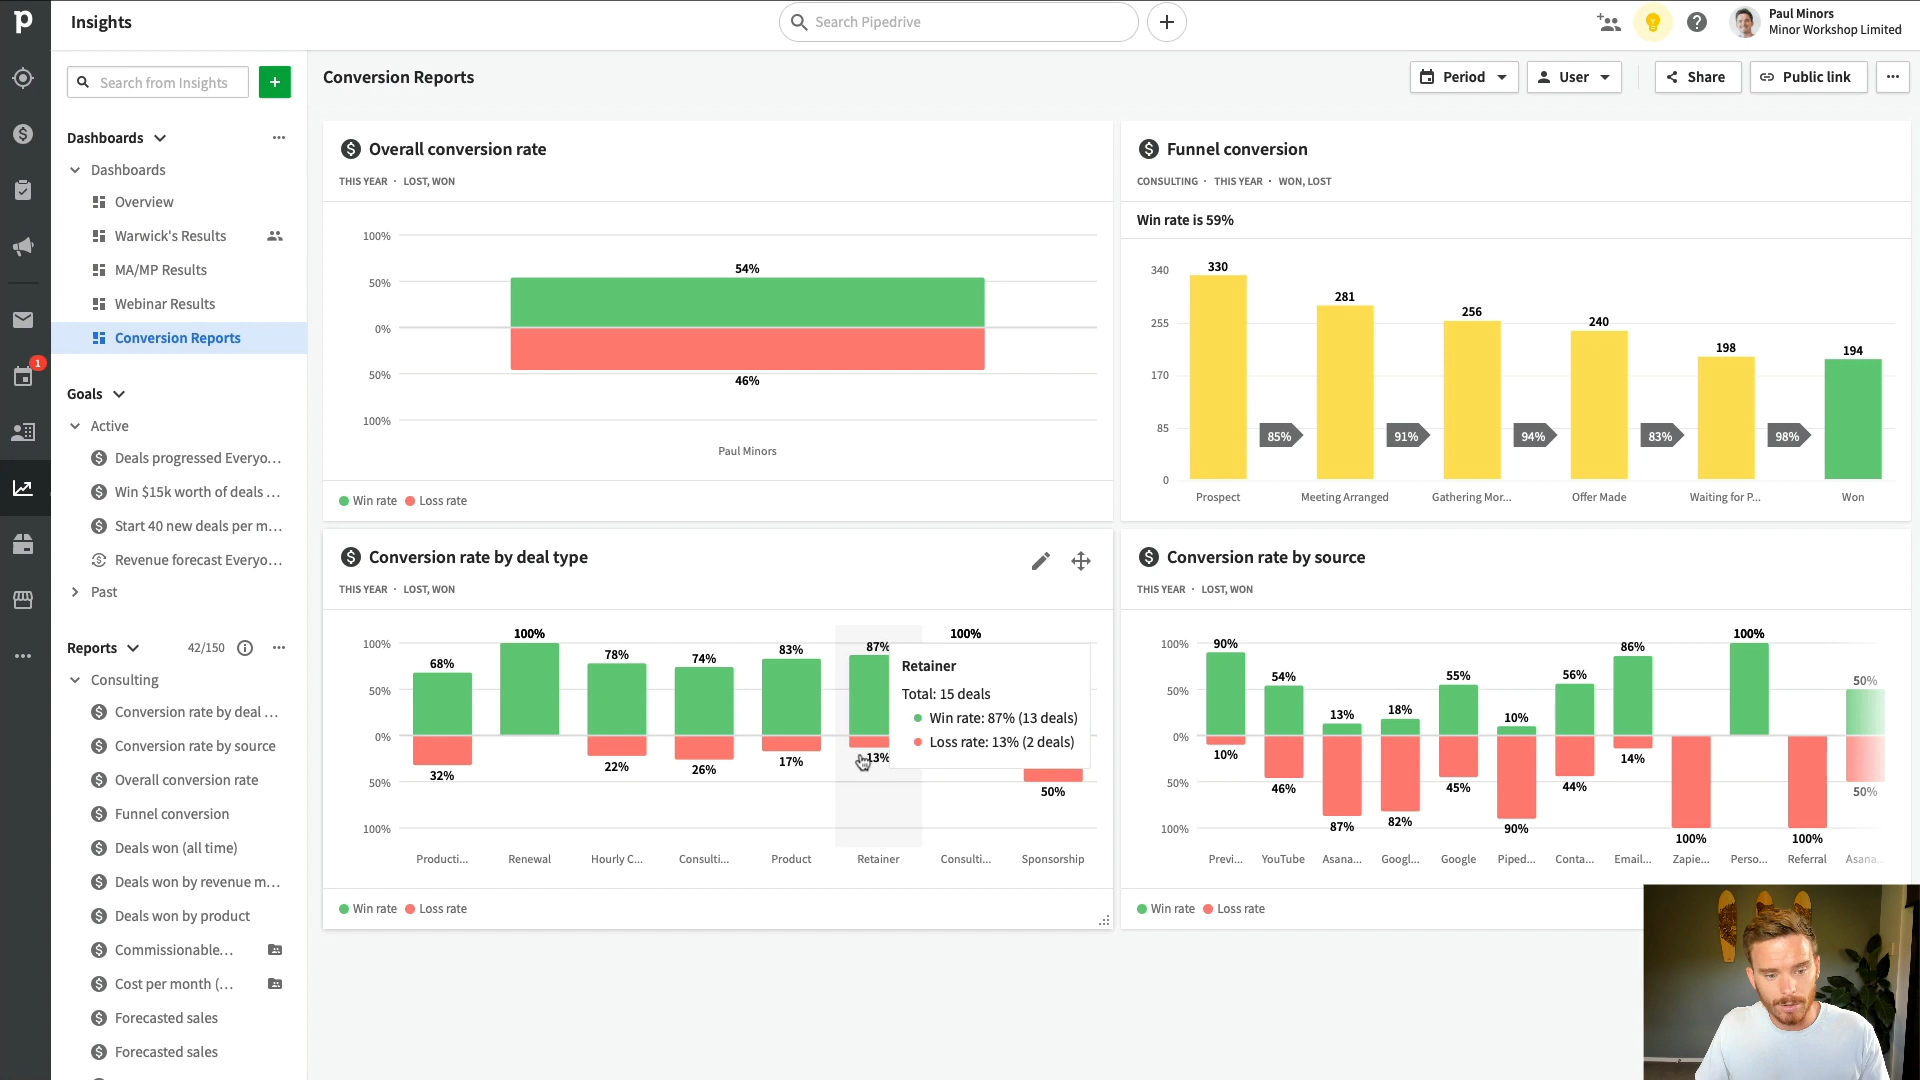 Insights
Search Pipedrive
Paul Minors
Minor Workshop Limited
Search from Insights
Dashboards
Dashboards
Overview
Warwick's Results
MA/MP Results
Webinar Results
Conversion Reports
1
Goals
Active
Deals progressed Everyo...
Win $15k worth of deals ...
Start 40 new deals per m...
Revenue forecast Everyo...
Past
Reports
42/150
Consulting
Conversion rate by deal ...
Conversion rate by source
Overall conversion rate
Funnel conversion
Deals won (all time)
Deals won by revenue m...
Deals won by product
Commissionable...
Cost per month (...
Forecasted sales
Forecasted sales
Conversion Reports
Period
User
Share
Public link
Overall conversion rate
THIS YEAR · LOST, WON
100%
50%
0%
50%
100%
54%
46%
Paul Minors
Win rate
Loss rate
Funnel conversion
CONSULTING · THIS YEAR · WON, LOST
Win rate is 59%
340
255
170
85
0
330
281
256
240
198
194
85%
91%
94%
83%
98%
Prospect
Meeting Arranged
Gathering Mor...
Offer Made
Waiting for P...
Won
Conversion rate by deal type
THIS YEAR · LOST, WON
100%
50%
0%
50%
100%
68%
100%
78%
74%
83%
87%
100%
32%
22%
26%
17%
13%
50%
Retainer
Total: 15 deals
Win rate: 87% (13 deals)
Loss rate: 13% (2 deals)
Producti...
Renewal
Hourly C...
Consulti...
Product
Retainer
Consulti...
Sponsorship
Win rate
Loss rate
Conversion rate by source
THIS YEAR · LOST, WON
100%
50%
0%
50%
100%
90%
54%
13%
18%
55%
10%
56%
86%
100%
50%
10%
46%
87%
82%
45%
90%
44%
14%
100%
100%
50%
Previ...
YouTube
Asana...
Googl...
Google
Piped...
Conta...
Email...
Zapie...
Perso...
Referral
Asana...
Win rate
Loss rate